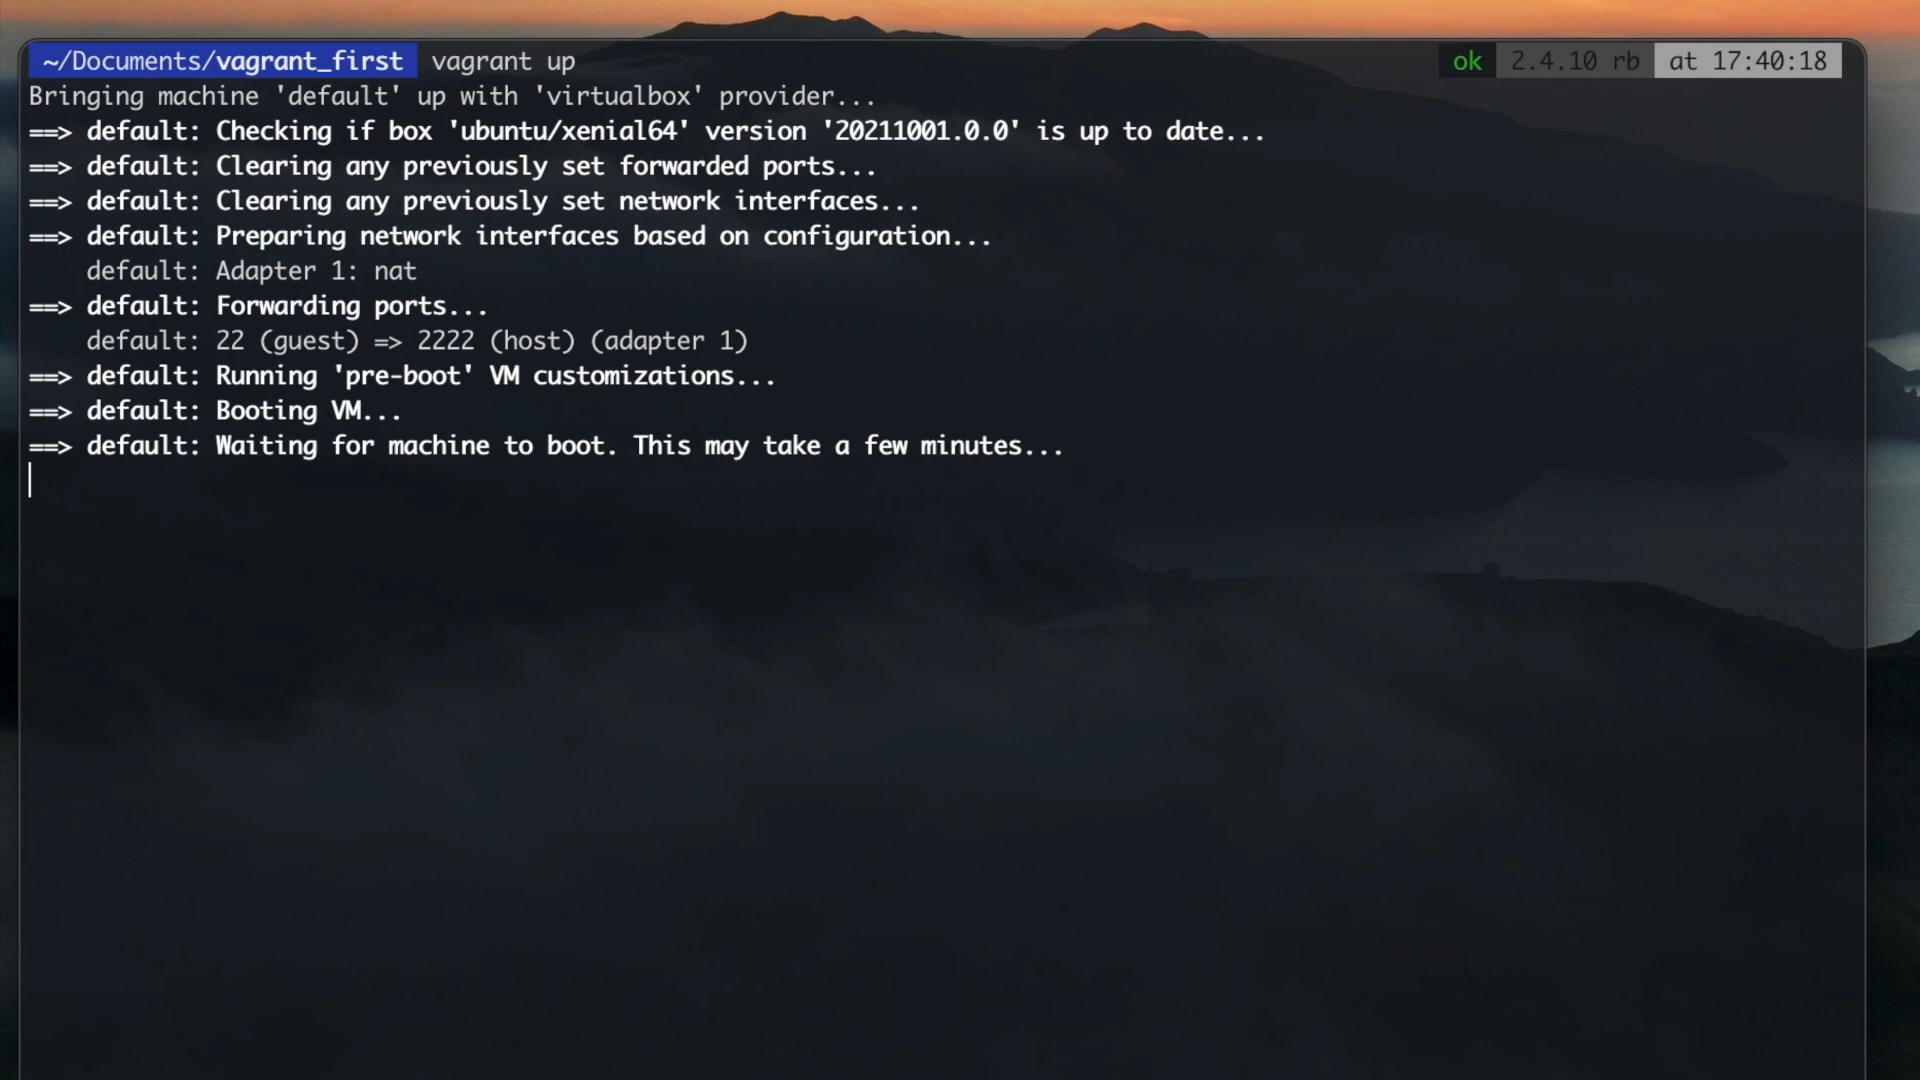 ~/Documents/vagrant_first vagrant up ok 2.4.10 rb at 17:40:18
Bringing machine 'default' up with 'virtualbox' provider...
==> default: Checking if box 'ubuntu/xenial64' version '20211001.0.0' is up to date...
==> default: Clearing any previously set forwarded ports...
==> default: Clearing any previously set network interfaces...
==> default: Preparing network interfaces based on configuration...
    default: Adapter 1: nat
==> default: Forwarding ports...
    default: 22 (guest) => 2222 (host) (adapter 1)
==> default: Running 'pre-boot' VM customizations...
==> default: Booting VM...
==> default: Waiting for machine to boot. This may take a few minutes...